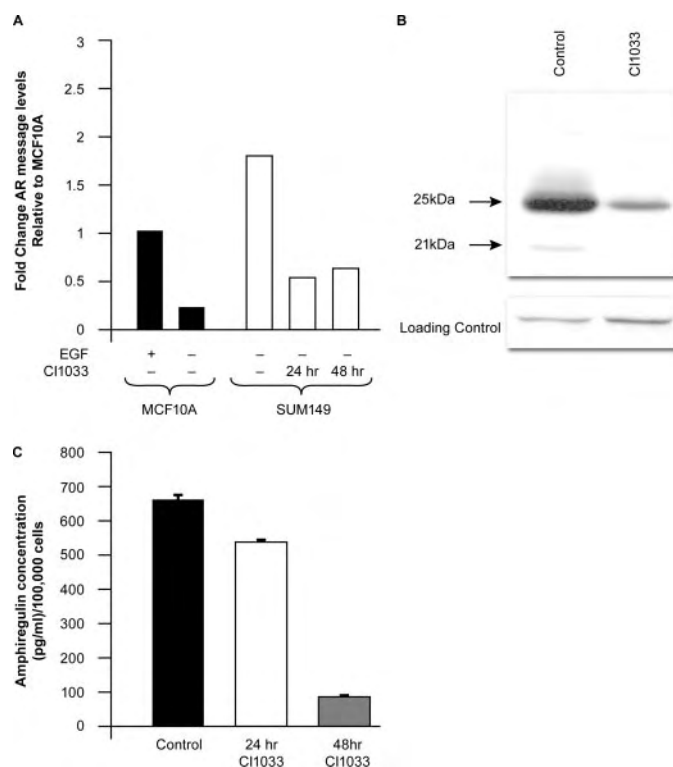 A
Fold Change AR message levels
Relative to MCF10A
3
2.5
2
1.5
1
0.5
0
EGF + – – – –
CI1033 – – – 24 hr 48 hr
MCF10A SUM149
B
Control CI1033
25kDa
21kDa
Loading Control
C
Amphiregulin concentration
(pg/ml)/100,000 cells
800
700
600
500
400
300
200
100
0
Control 24 hr 48hr
CI1033 CI1033